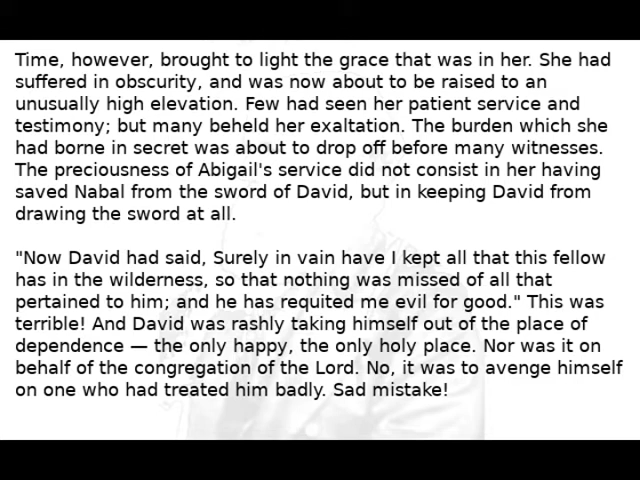 Time, however, brought to light the grace that was in her. She had
suffered in obscurity, and was now about to be raised to an
unusually high elevation. Few had seen her patient service and
testimony; but many beheld her exaltation. The burden which she
had borne in secret was about to drop off before many witnesses.
The preciousness of Abigail's service did not consist in her having
saved Nabal from the sword of David, but in keeping David from
drawing the sword at all.

"Now David had said, Surely in vain have I kept all that this fellow
has in the wilderness, so that nothing was missed of all that
pertained to him; and he has requited me evil for good." This was
terrible! And David was rashly taking himself out of the place of
dependence — the only happy, the only holy place. Nor was it on
behalf of the congregation of the Lord. No, it was to avenge himself
on one who had treated him badly. Sad mistake!